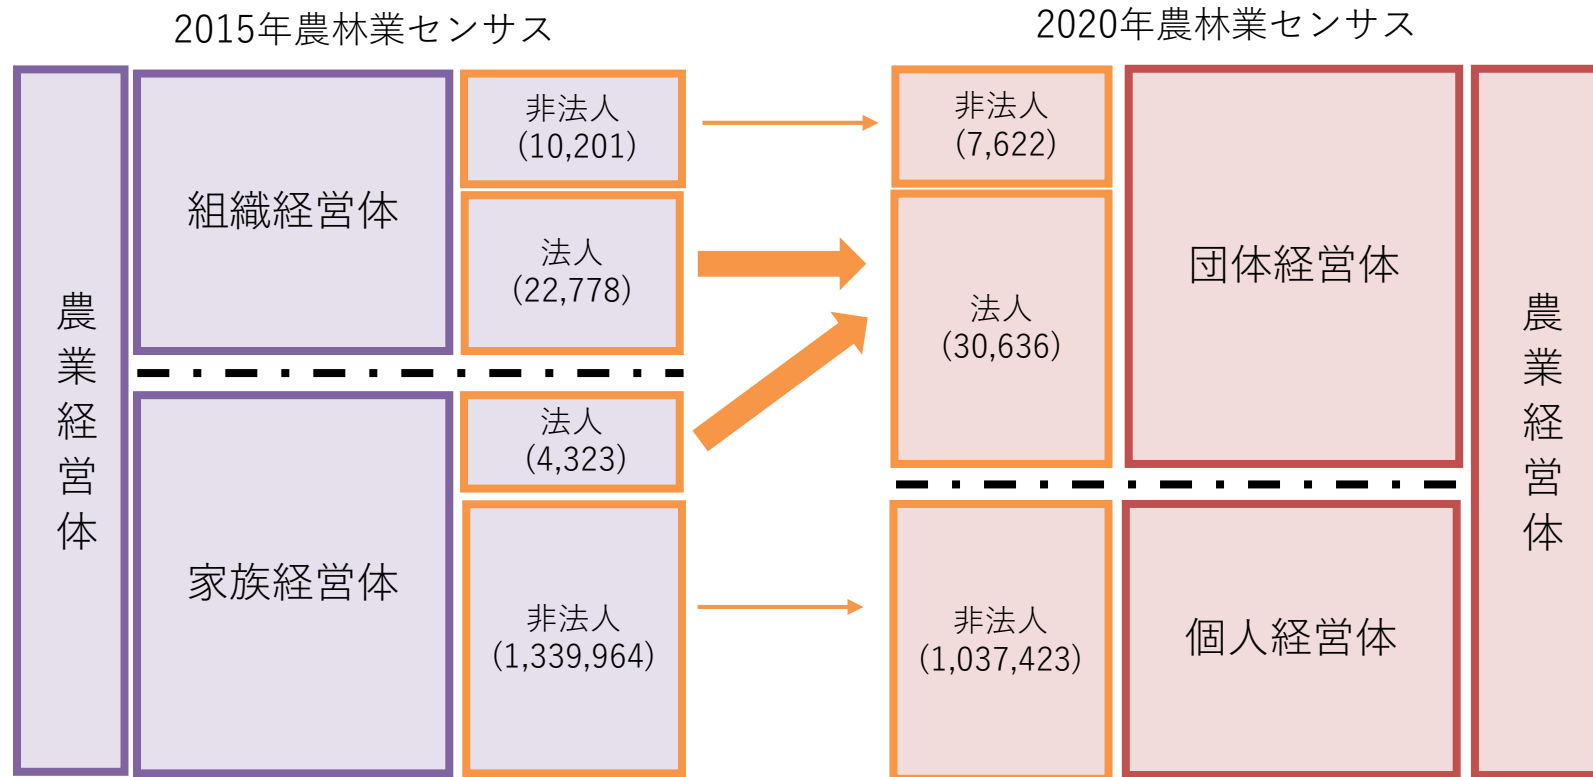 2015年農林業センサス
2020年農林業センサス
農業経営体
組織経営体
非法人
(10,201)
法人
(22,778)
家族経営体
法人
(4,323)
非法人
(1,339,964)
非法人
(7,622)
法人
(30,636)
団体経営体
非法人
(1,037,423)
個人経営体
農業経営体